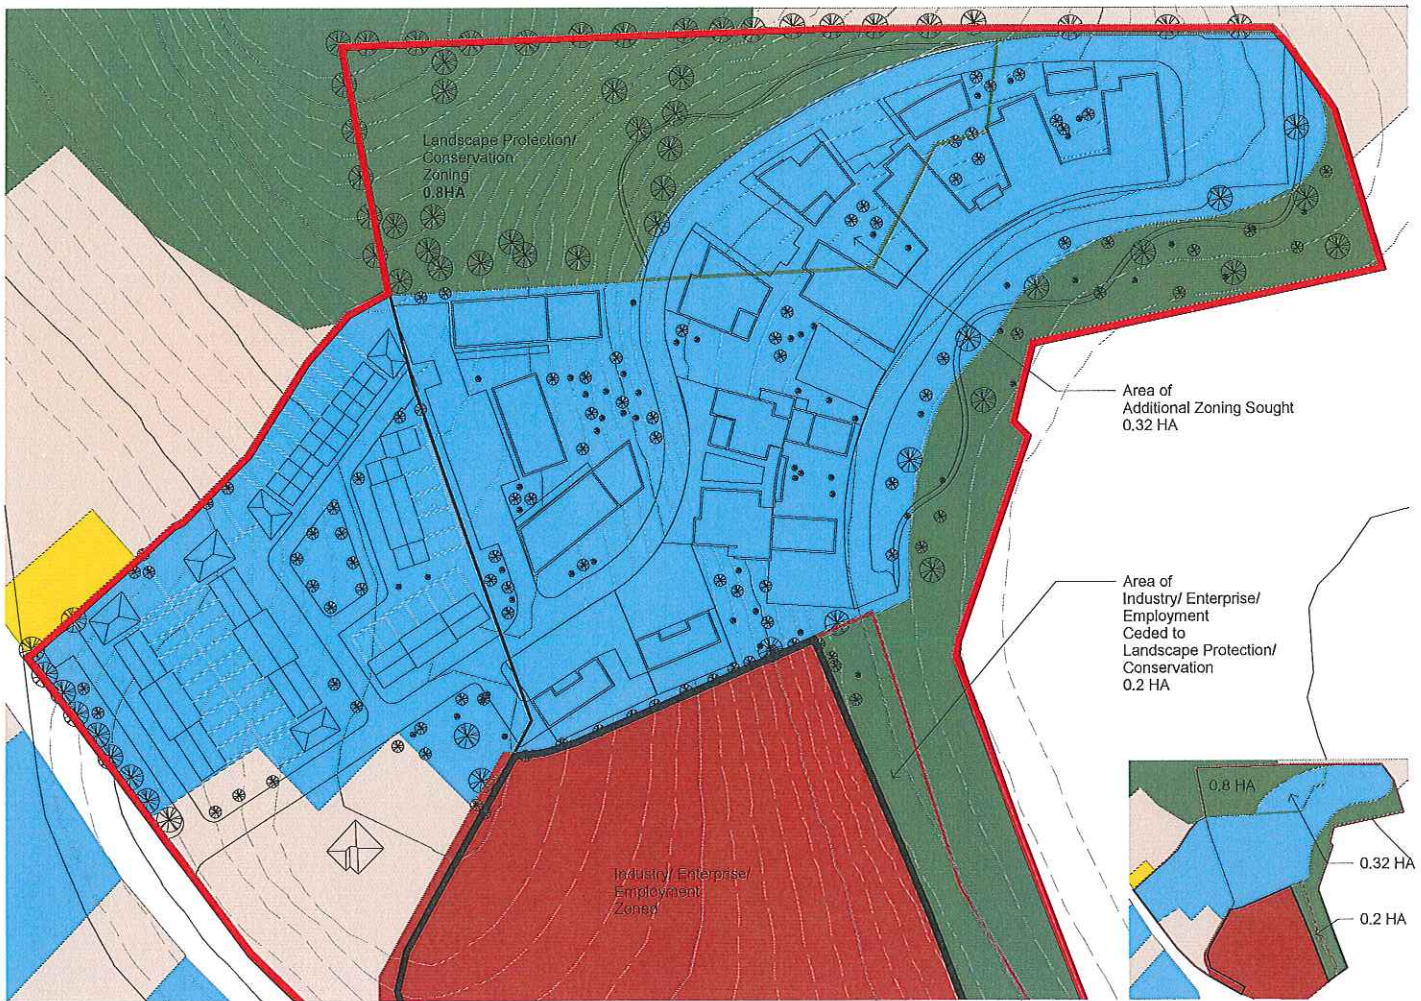 Landscape Protection/
Conservation
Zoning
0.8HA
Area of
Additional Zoning Sought
0.32 HA
Area of
Industry/ Enterprise/
Employment
Ceded to
Landscape Protection/
Conservation
0.2 HA
Industry/ Enterprise/
Employment
Zoned
0.8 HA
0.32 HA
0.2 HA